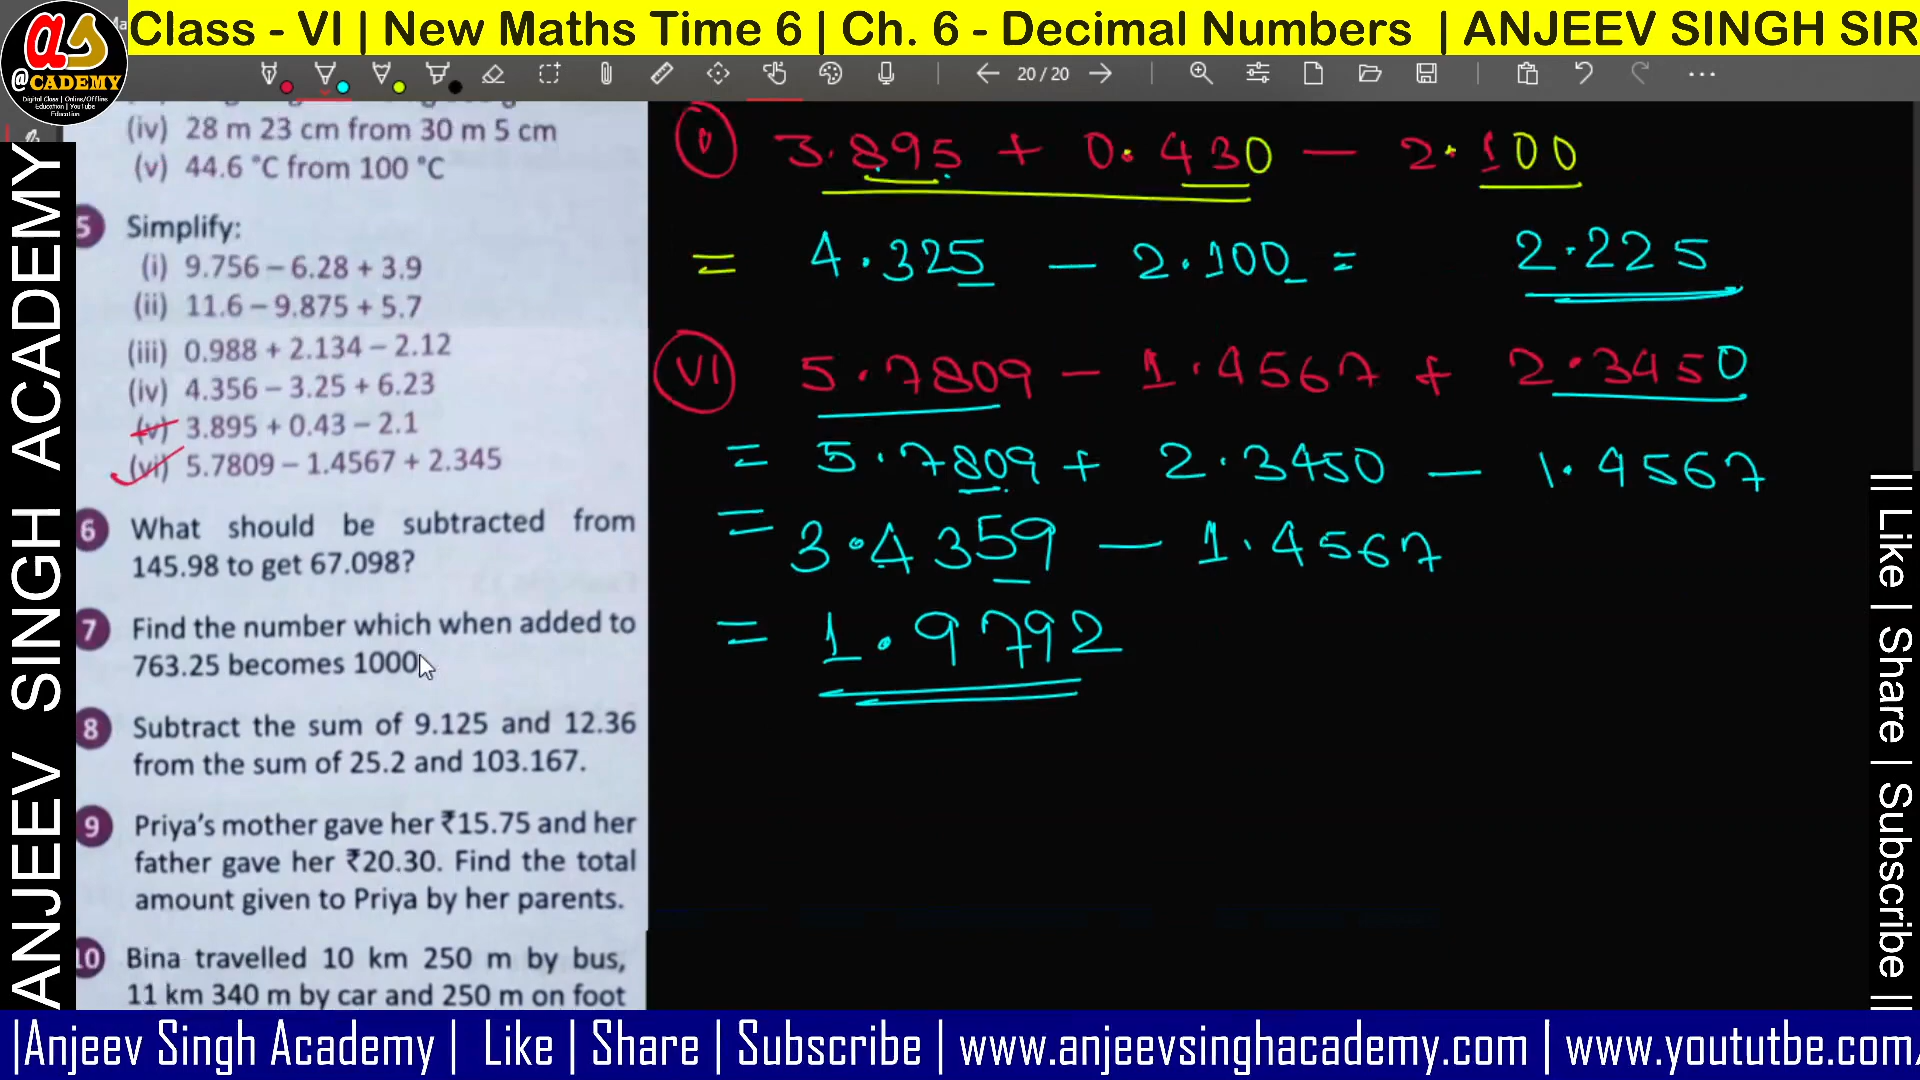 Class - VI | New Maths Time 6 | Ch. 6 - Decimal Numbers | ANJEEV SINGH SIR
as
@CADEMY
Digital Class | Online/Offline
Education | YouTube
Education
20 / 20
ANJEEV SINGH ACADEMY
(iv) 28 m 23 cm from 30 m 5 cm
(v) 44.6 °C from 100 °C
5 Simplify:
(i) 9.756 – 6.28 + 3.9
(ii) 11.6 – 9.875 + 5.7
(iii) 0.988 + 2.134 – 2.12
(iv) 4.356 – 3.25 + 6.23
(v) 3.895 + 0.43 – 2.1
(vi) 5.7809 – 1.4567 + 2.345
6 What should be subtracted from
145.98 to get 67.098?
7 Find the number which when added to
763.25 becomes 1000
8 Subtract the sum of 9.125 and 12.36
from the sum of 25.2 and 103.167.
9 Priya's mother gave her ₹15.75 and her
father gave her ₹20.30. Find the total
amount given to Priya by her parents.
10 Bina travelled 10 km 250 m by bus,
11 km 340 m by car and 250 m on foot
V 3.895 + 0.430 – 2.100
= 4.325 – 2.100 = 2.225
VI 5.7809 – 1.4567 + 2.3450
= 5.7809 + 2.3450 – 1.4567
= 3.4359 – 1.4567
= 1.9792
|| Like | Share | Subscribe ||
|Anjeev Singh Academy | Like | Share | Subscribe | www.anjeevsinghacademy.com | www.yoututbe.com/